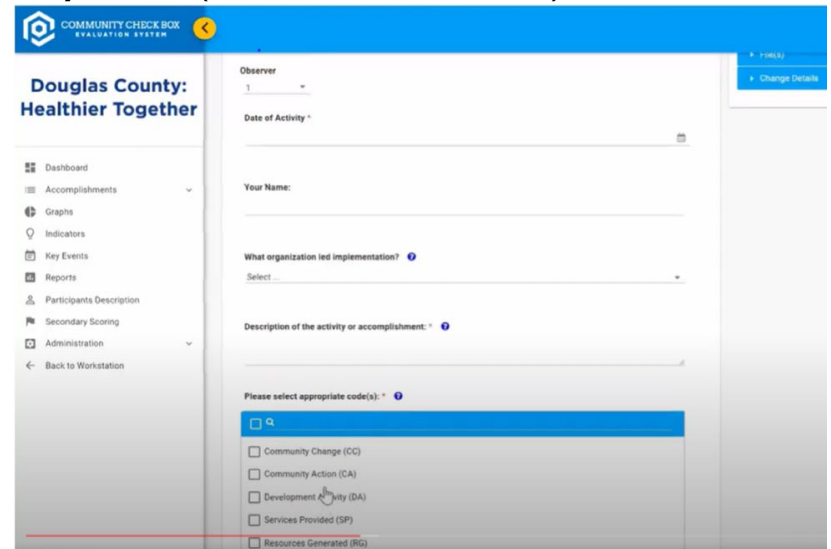 COMMUNITY CHECK BOX
EVALUATION SYSTEM
Douglas County:
Healthier Together
Dashboard
Accomplishments
Graphs
Indicators
Key Events
Reports
Participants Description
Secondary Scoring
Administration
Back to Workstation
Observer
1
Date of Activity *
Your Name:
What organization led implementation?
Select ...
Description of the activity or accomplishment: *
Please select appropriate code(s): *
Community Change (CC)
Community Action (CA)
Development Activity (DA)
Services Provided (SP)
Resources Generated (RG)
Change Details